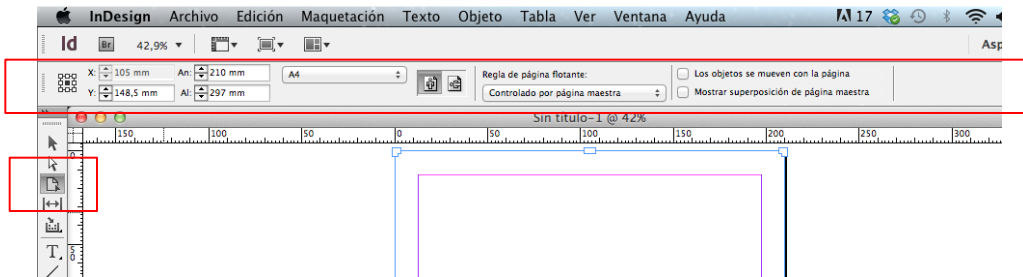 InDesign Archivo Edición Maquetación Texto Objeto Tabla Ver Ventana Ayuda 17
Id Br 42,9% Asp
X: 105 mm An: 210 mm A4 Regla de página flotante: Los objetos se mueven con la página
Y: 148,5 mm Al: 297 mm Controlado por página maestra Mostrar superposición de página maestra
Sin título-1 @ 42%
150 100 50 0 50 100 150 200 250 300
0
T
50